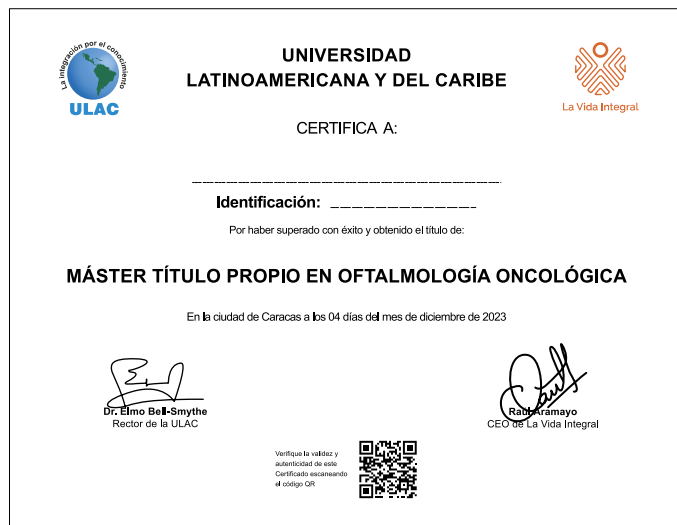 La integración por el conocimiento
ULAC
UNIVERSIDAD
LATINOAMERICANA Y DEL CARIBE
La Vida Integral
CERTIFICA A:
Identificación:
Por haber superado con éxito y obtenido el título de:
MÁSTER TÍTULO PROPIO EN OFTALMOLOGÍA ONCOLÓGICA
En la ciudad de Caracas a los 04 días del mes de diciembre de 2023
Dr. Elmo Bell-Smythe
Rector de la ULAC
Raúl Aramayo
CEO de La Vida Integral
Verifique la validez y
autenticidad de este
Certificado escaneando
el código QR